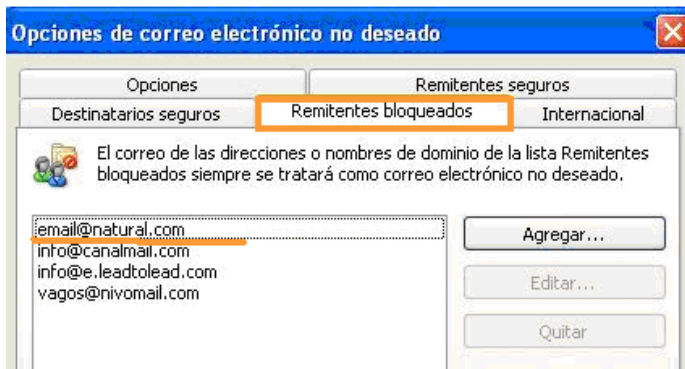 Opciones de correo electrónico no deseado
Opciones
Remitentes seguros
Destinatarios seguros
Remitentes bloqueados
Internacional
El correo de las direcciones o nombres de dominio de la lista Remitentes
bloqueados siempre se tratará como correo electrónico no deseado.
email@natural.com
info@canalmail.com
info@e.leadtolead.com
vagos@nivomail.com
Agregar...
Editar...
Quitar